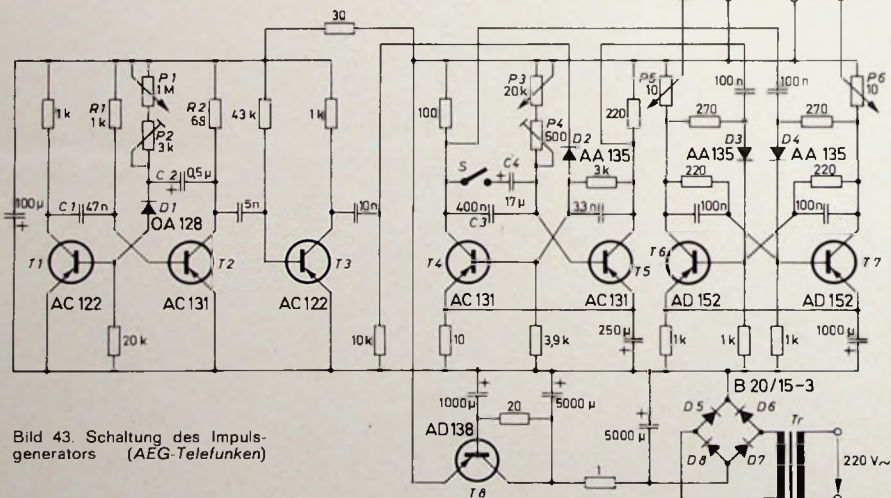 30
P1
1M
P3
20k
P5
10
100n
100n
P6
10
1k
R1
1k
P2
3k
R2
68
43k
1k
100
P4
500
220
270
270
D2
AA 135
D3
D4
AA 135
AA 135
C2
0,5µ
S
C4
3k
220
220
100µ
C1
47n
D1
OA 128
5n
10n
400n
C3
17µ
3,3n
100n
100n
T1
T2
T3
T4
T5
T6
T7
AC 122
AC 131
AC 122
AC 131
AC 131
AD 152
AD 152
20k
10k
10
3,9k
250µ
1k
1k
1k
1000µ
B 20/15-3
1000µ
20
5000µ
5000µ
D5
D6
Tr
AD138
D8
D7
220 V~
T8
1
Bild 43. Schaltung des Impuls-
generators (AEG-Telefunken)